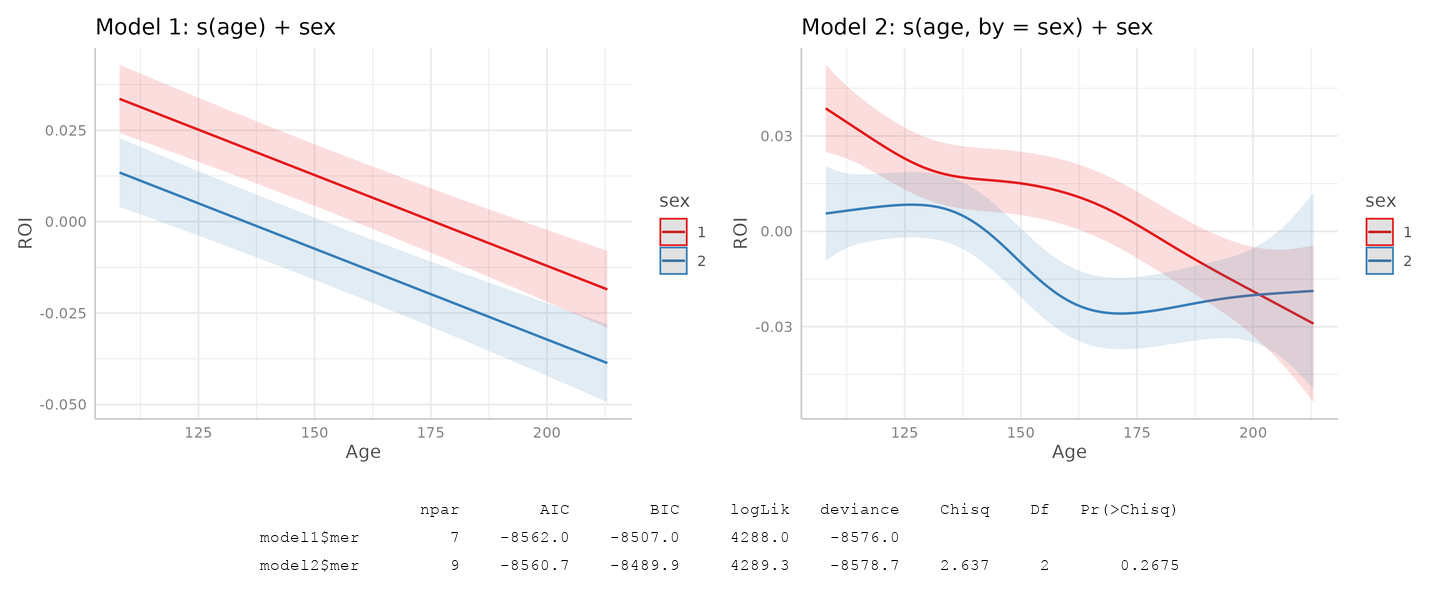 Model 1: s(age) + sex
0.025
0.000
-0.025
-0.050
ROI
125 150 175 200
Age
sex
1
2
Model 2: s(age, by = sex) + sex
0.03
0.00
-0.03
ROI
125 150 175 200
Age
sex
1
2
npar AIC BIC logLik deviance Chisq Df Pr(>Chisq)
model1$mer 7 -8562.0 -8507.0 4288.0 -8576.0
model2$mer 9 -8560.7 -8489.9 4289.3 -8578.7 2.637 2 0.2675